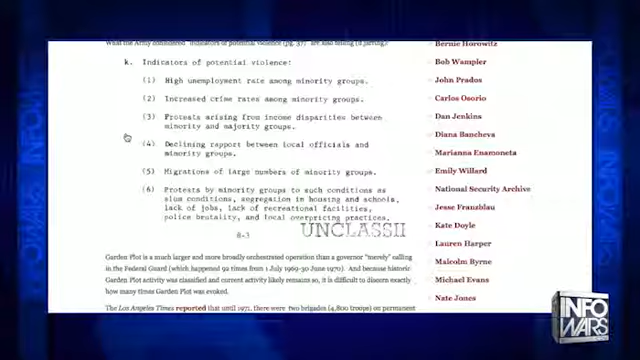 What the Army considered "indicators of potential violence (pg. 37)" are also telling (d jarring):
k. Indicators of potential violence:
(1) High unemployment rate among minority groups.
(2) Increased crime rates among minority groups.
(3) Protests arising from income disparities between
minority and majority groups.
(4) Declining rapport between local officials and
minority groups.
(5) Migrations of large numbers of minority groups.
(6) Protests by minority groups to such conditions as
slum conditions, segregation in housing and schools,
lack of jobs, lack of recreational facilities,
police brutality, and local overpricing practices.
8-3
UNCLASSII
Garden Plot is a much larger and more broadly orchestrated operation than a governor "merely" calling
in the Federal Guard (which happened 92 times from 1 July 1969-30 June 1970). And because historic
Garden Plot activity was classified and current activity likely remains so, it is difficult to discern exactly
how many times Garden Plot was evoked.
The Los Angeles Times reported that until 1971, there were two brigades (4,800 troops) on permanent
Bernie Horowitz
Bob Wampler
John Prados
Carlos Osorio
Dan Jenkins
Diana Bancheva
Marianna Enamoneta
Emily Willard
National Security Archive
Jesse Franzblau
Kate Doyle
Lauren Harper
Malcolm Byrne
Michael Evans
Nate Jones
INFO
WARS